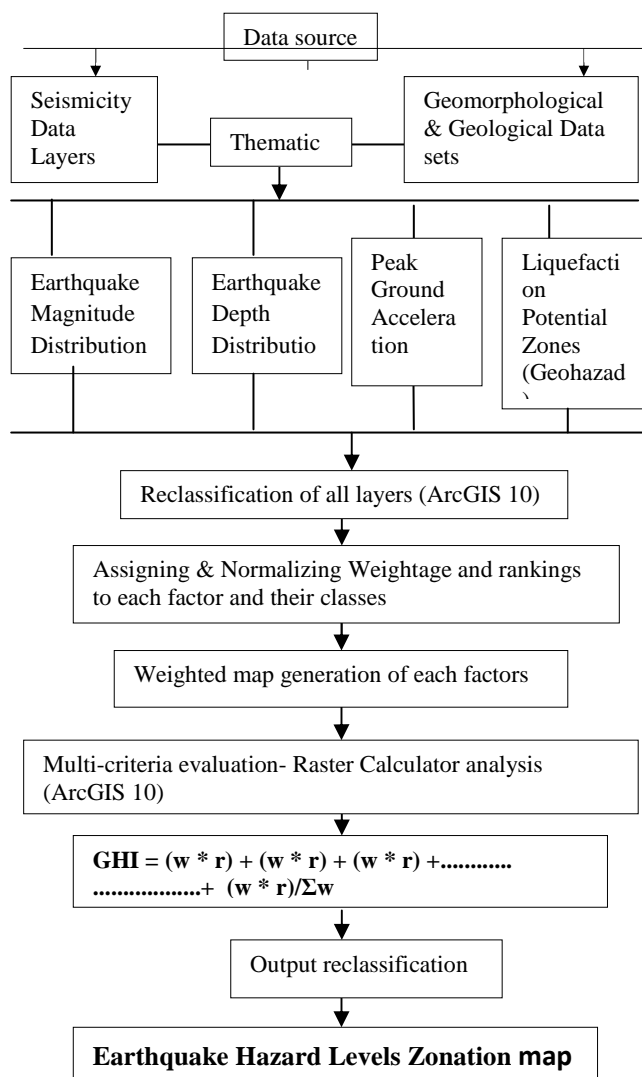 Data source
Seismicity
Data
Layers
Thematic
Geomorphological
& Geological Data
sets
Earthquake
Magnitude
Distribution
Earthquake
Depth
Distributio
Peak
Ground
Accelera
tion
Liquefacti
on
Potential
Zones
(Geohazad
)
Reclassification of all layers (ArcGIS 10)
Assigning & Normalizing Weightage and rankings
to each factor and their classes
Weighted map generation of each factors
Multi-criteria evaluation- Raster Calculator analysis
(ArcGIS 10)
GHI = (w * r) + (w * r) + (w * r) +............
...................+ (w * r)/Σw
Output reclassification
Earthquake Hazard Levels Zonation map